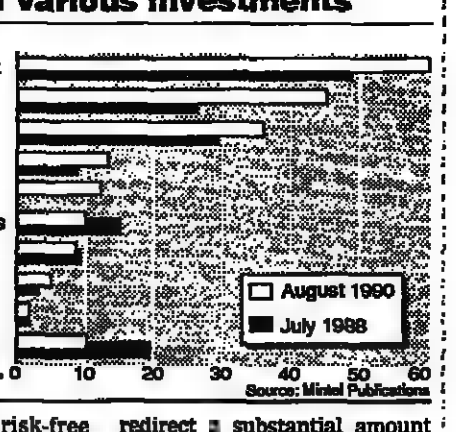 various investments
s
August 1990
July 1988
0 10 20 30 40 50 60
Source: Mintel Publications
risk-free redirect a substantial amount